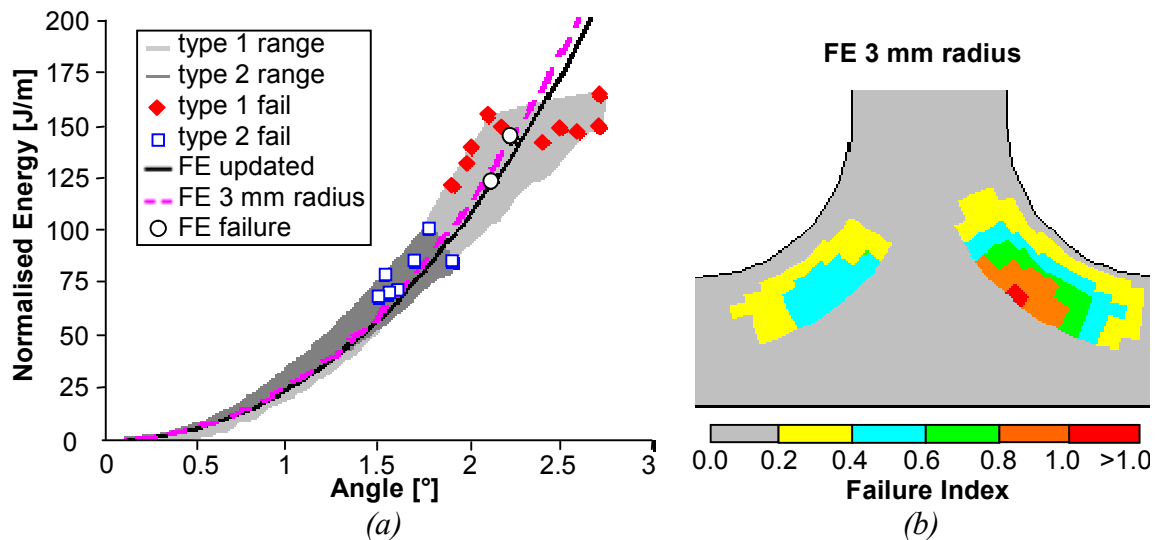 200
175
150
125
100
75
50
25
0
Normalised Energy [J/m]
type 1 range
type 2 range
type 1 fail
type 2 fail
FE updated
FE 3 mm radius
FE failure
0 0.5 1 1.5 2 2.5 3
Angle [°]
(a)
FE 3 mm radius
0.0 0.2 0.4 0.6 0.8 1.0 >1.0
Failure Index
(b)